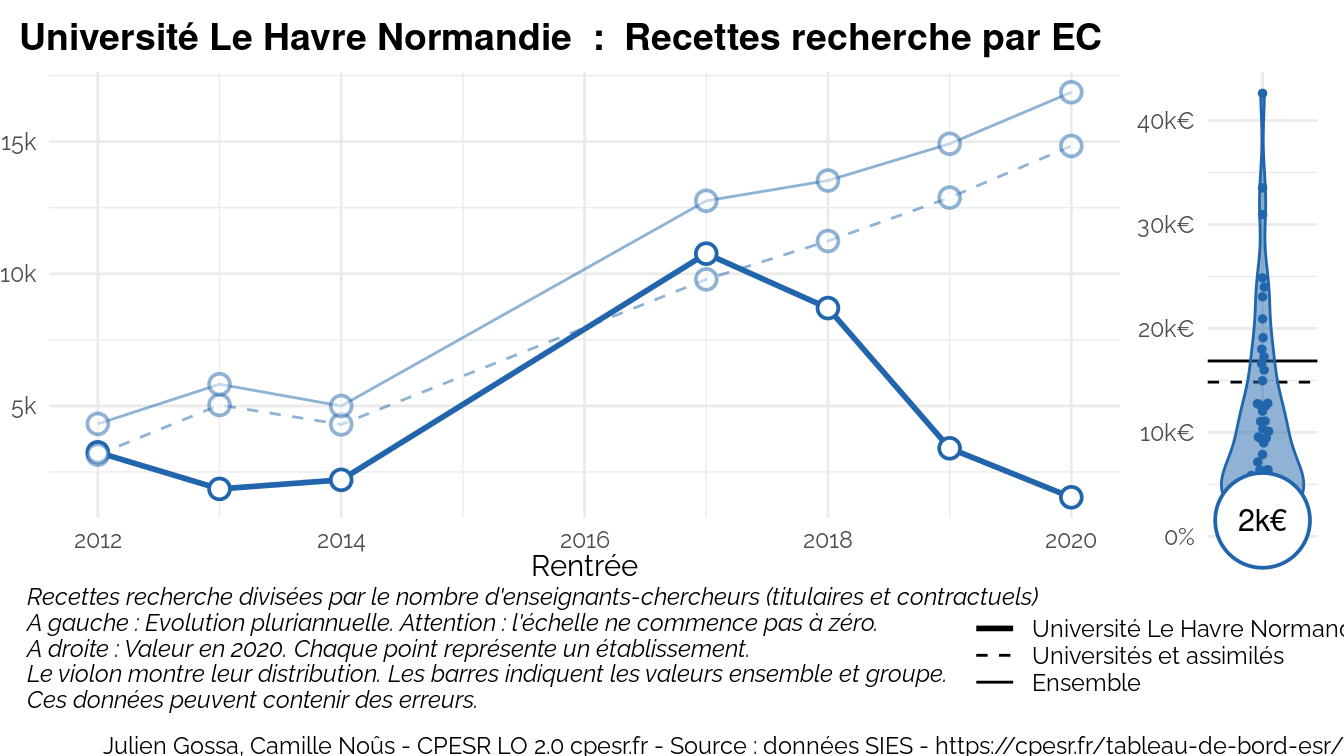 Université Le Havre Normandie : Recettes recherche par EC
15k
10k
5k
2012
2014
2016
2018
2020
Rentrée
40k€
30k€
20k€
10k€
0%
2k€
Recettes recherche divisées par le nombre d'enseignants-chercheurs (titulaires et contractuels)
A gauche : Evolution pluriannuelle. Attention : l'échelle ne commence pas à zéro.
A droite : Valeur en 2020. Chaque point représente un établissement.
Le violon montre leur distribution. Les barres indiquent les valeurs ensemble et groupe.
Ces données peuvent contenir des erreurs.
Université Le Havre Norman
Universités et assimilés
Ensemble
Julien Gossa, Camille Noûs - CPESR LO 2.0 cpesr.fr - Source : données SIES - https://cpesr.fr/tableau-de-bord-esr/